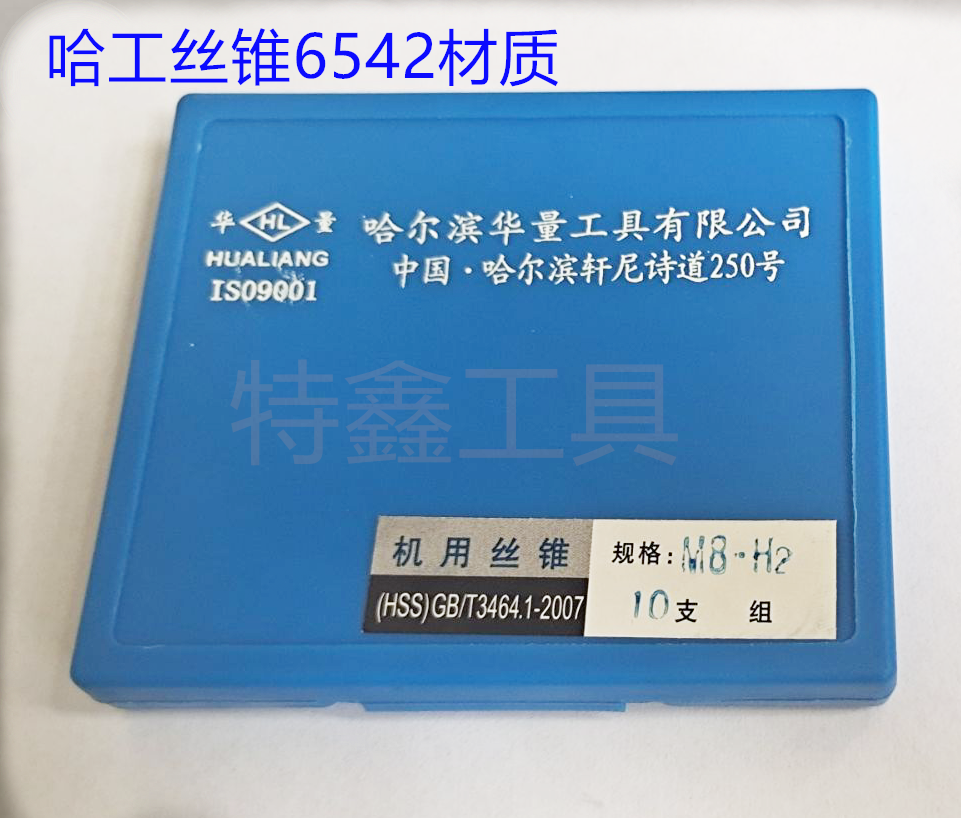 哈工丝锥6542材质
华 HL 量
HUALIANG
ISO9001
哈尔滨华量工具有限公司
中国·哈尔滨轩尼诗道250号
特鑫工具
机用丝锥
(HSS)GB/T3464.1-2007
规格:M8·H2
10支 组